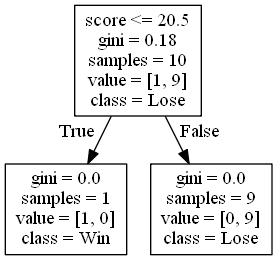 score <= 20.5
gini = 0.18
samples = 10
value = [1, 9]
class = Lose
True
False
gini = 0.0
samples = 1
value = [1, 0]
class = Win
gini = 0.0
samples = 9
value = [0, 9]
class = Lose